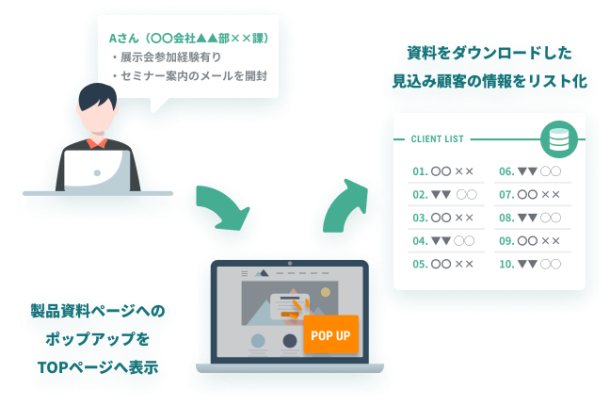 Aさん（〇〇会社▲▲部××課）
・展示会参加経験有り
・セミナー案内のメールを開封
資料をダウンロードした
見込み顧客の情報をリスト化
CLIENT LIST
01. 〇〇 ××
02. ▼▼ 〇〇
03. 〇〇 ××
04. ▼▼ 〇〇
05. 〇〇 ××
06. ▼▼ 〇〇
07. 〇〇 ××
08. ▼▼ 〇〇
09. 〇〇 ××
10. ▼▼ 〇〇
製品資料ページへの
ポップアップを
TOPページへ表示
POP UP